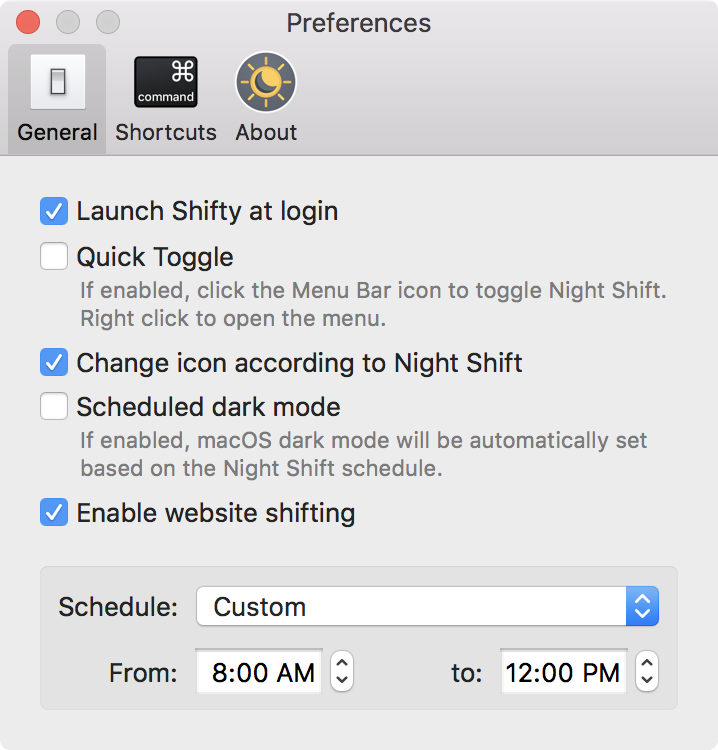 Preferences
⌘
command
General
Shortcuts
About
Launch Shifty at login
Quick Toggle
If enabled, click the Menu Bar icon to toggle Night Shift.
Right click to open the menu.
Change icon according to Night Shift
Scheduled dark mode
If enabled, macOS dark mode will be automatically set
based on the Night Shift schedule.
Enable website shifting
Schedule: Custom
From: 8:00 AM to: 12:00 PM